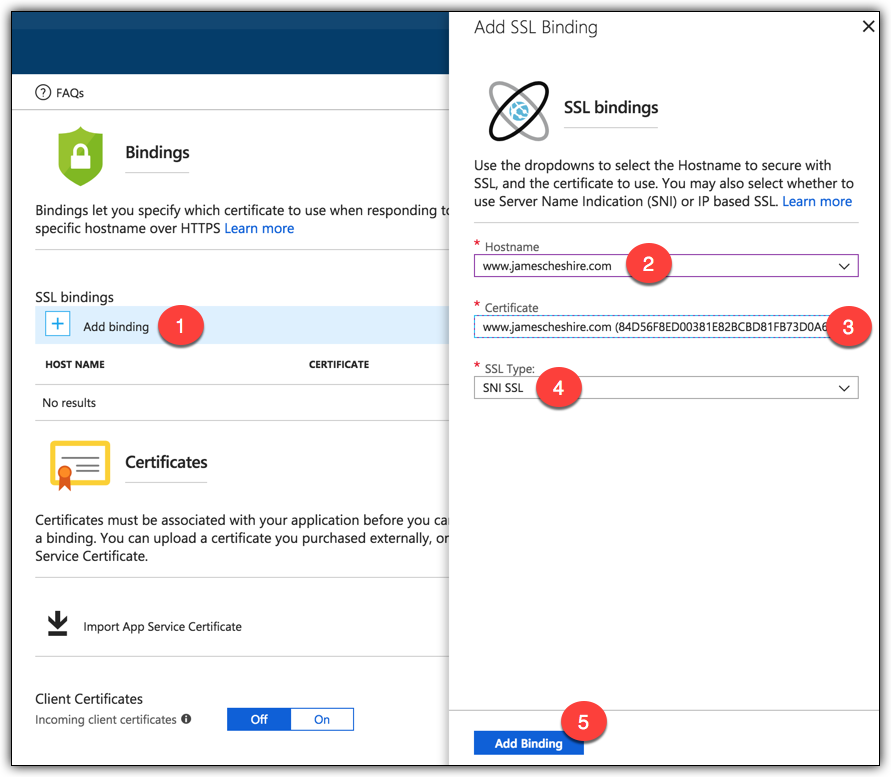 FAQs
Bindings
Bindings let you specify which certificate to use when responding to
specific hostname over HTTPS Learn more
SSL bindings
Add binding 1
HOST NAME CERTIFICATE
No results
Certificates
Certificates must be associated with your application before you ca
a binding. You can upload a certificate you purchased externally, or
Service Certificate.
Import App Service Certificate
Client Certificates
Incoming client certificates Off On
Add SSL Binding
SSL bindings
Use the dropdowns to select the Hostname to secure with
SSL, and the certificate to use. You may also select whether to
use Server Name Indication (SNI) or IP based SSL. Learn more
* Hostname
www.jamescheshire.com 2
* Certificate
www.jamescheshire.com (84D56F8ED00381E82BCBD81FB73D0A6 3
* SSL Type:
SNI SSL 4
5
Add Binding